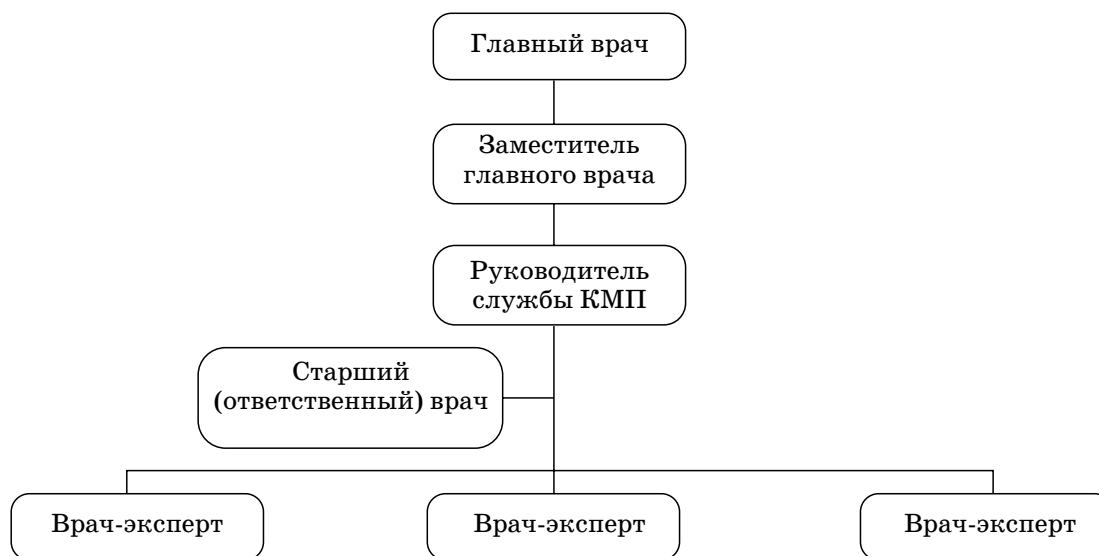 Главный врач
Заместитель
главного врача
Руководитель
службы КМП
Старший
(ответственный) врач
Врач-эксперт
Врач-эксперт
Врач-эксперт